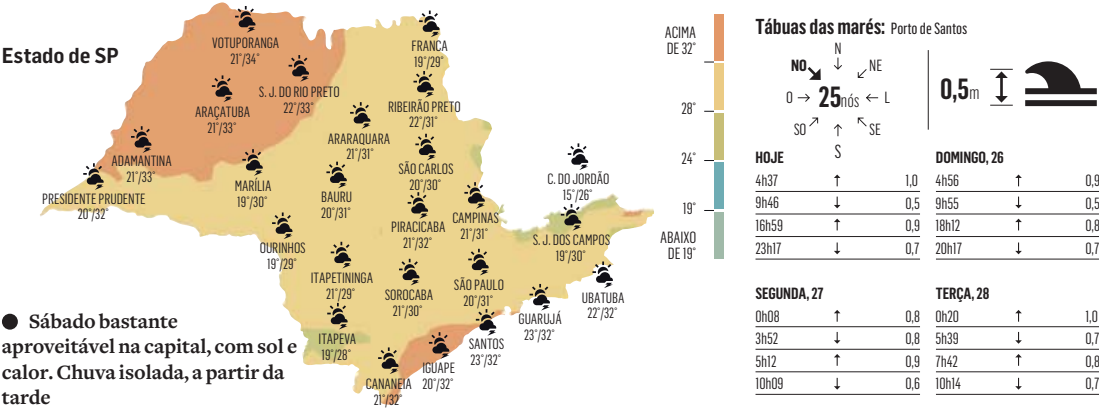 Estado de SP
VOTUPORANGA
21°/34°
FRANCA
19°/29°
S. J. DO RIO PRETO
22°/33°
ARAÇATUBA
21°/33°
RIBEIRÃO PRETO
22°/31°
ARARAQUARA
21°/31°
ADAMANTINA
21°/33°
SÃO CARLOS
20°/30°
PRESIDENTE PRUDENTE
20°/32°
MARÍLIA
19°/30°
BAURU
20°/31°
C. DO JORDÃO
15°/26°
PIRACICABA
21°/32°
CAMPINAS
21°/31°
OURINHOS
19°/29°
S. J. DOS CAMPOS
19°/30°
ITAPETININGA
21°/29°
SOROCABA
21°/30°
SÃO PAULO
20°/31°
UBATUBA
22°/32°
GUARUJÁ
23°/32°
ITAPEVA
19°/28°
SANTOS
23°/32°
IGUAPE
20°/32°
CANANEIA
21°/32°
● Sábado bastante
aproveitável na capital, com sol e
calor. Chuva isolada, a partir da
tarde
ACIMA
DE 32°
28°
24°
19°
ABAIXO
DE 19°
Tábuas das marés: Porto de Santos
N
NO ↘ ↓ ↙ NE
O → 25nós ← L
SO ↗ ↑ ↖ SE
S
0,5m
HOJE
4h37 ↑ 1,0
9h46 ↓ 0,5
16h59 ↑ 0,9
23h17 ↓ 0,7
DOMINGO, 26
4h56 ↑ 0,9
9h55 ↓ 0,5
18h12 ↑ 0,8
20h17 ↓ 0,7
SEGUNDA, 27
0h08 ↑ 0,8
3h52 ↓ 0,8
5h12 ↑ 0,9
10h09 ↓ 0,6
TERÇA, 28
0h20 ↑ 1,0
5h39 ↓ 0,7
7h42 ↑ 0,8
10h14 ↓ 0,7